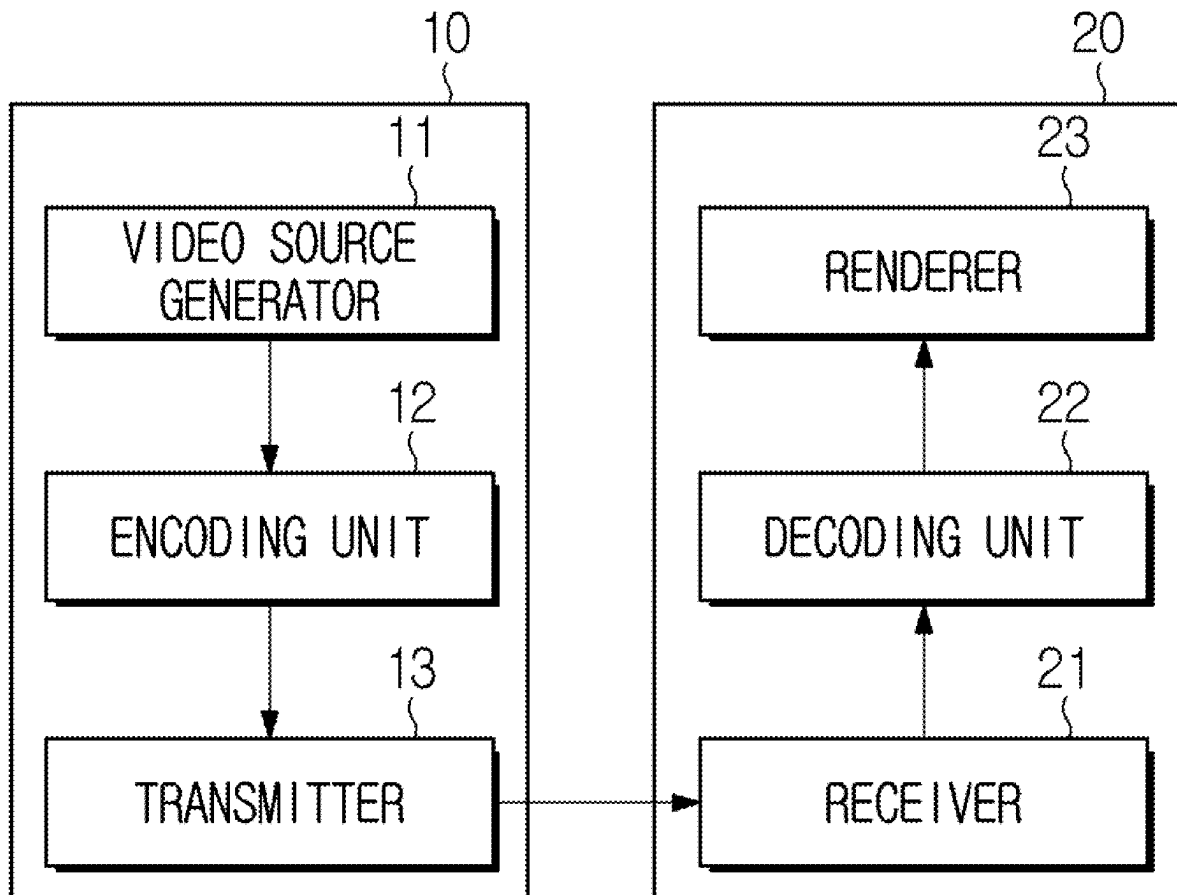 10
11
VIDEO SOURCE
GENERATOR
12
ENCODING UNIT
13
TRANSMITTER
20
23
RENDERER
22
DECODING UNIT
21
RECEIVER